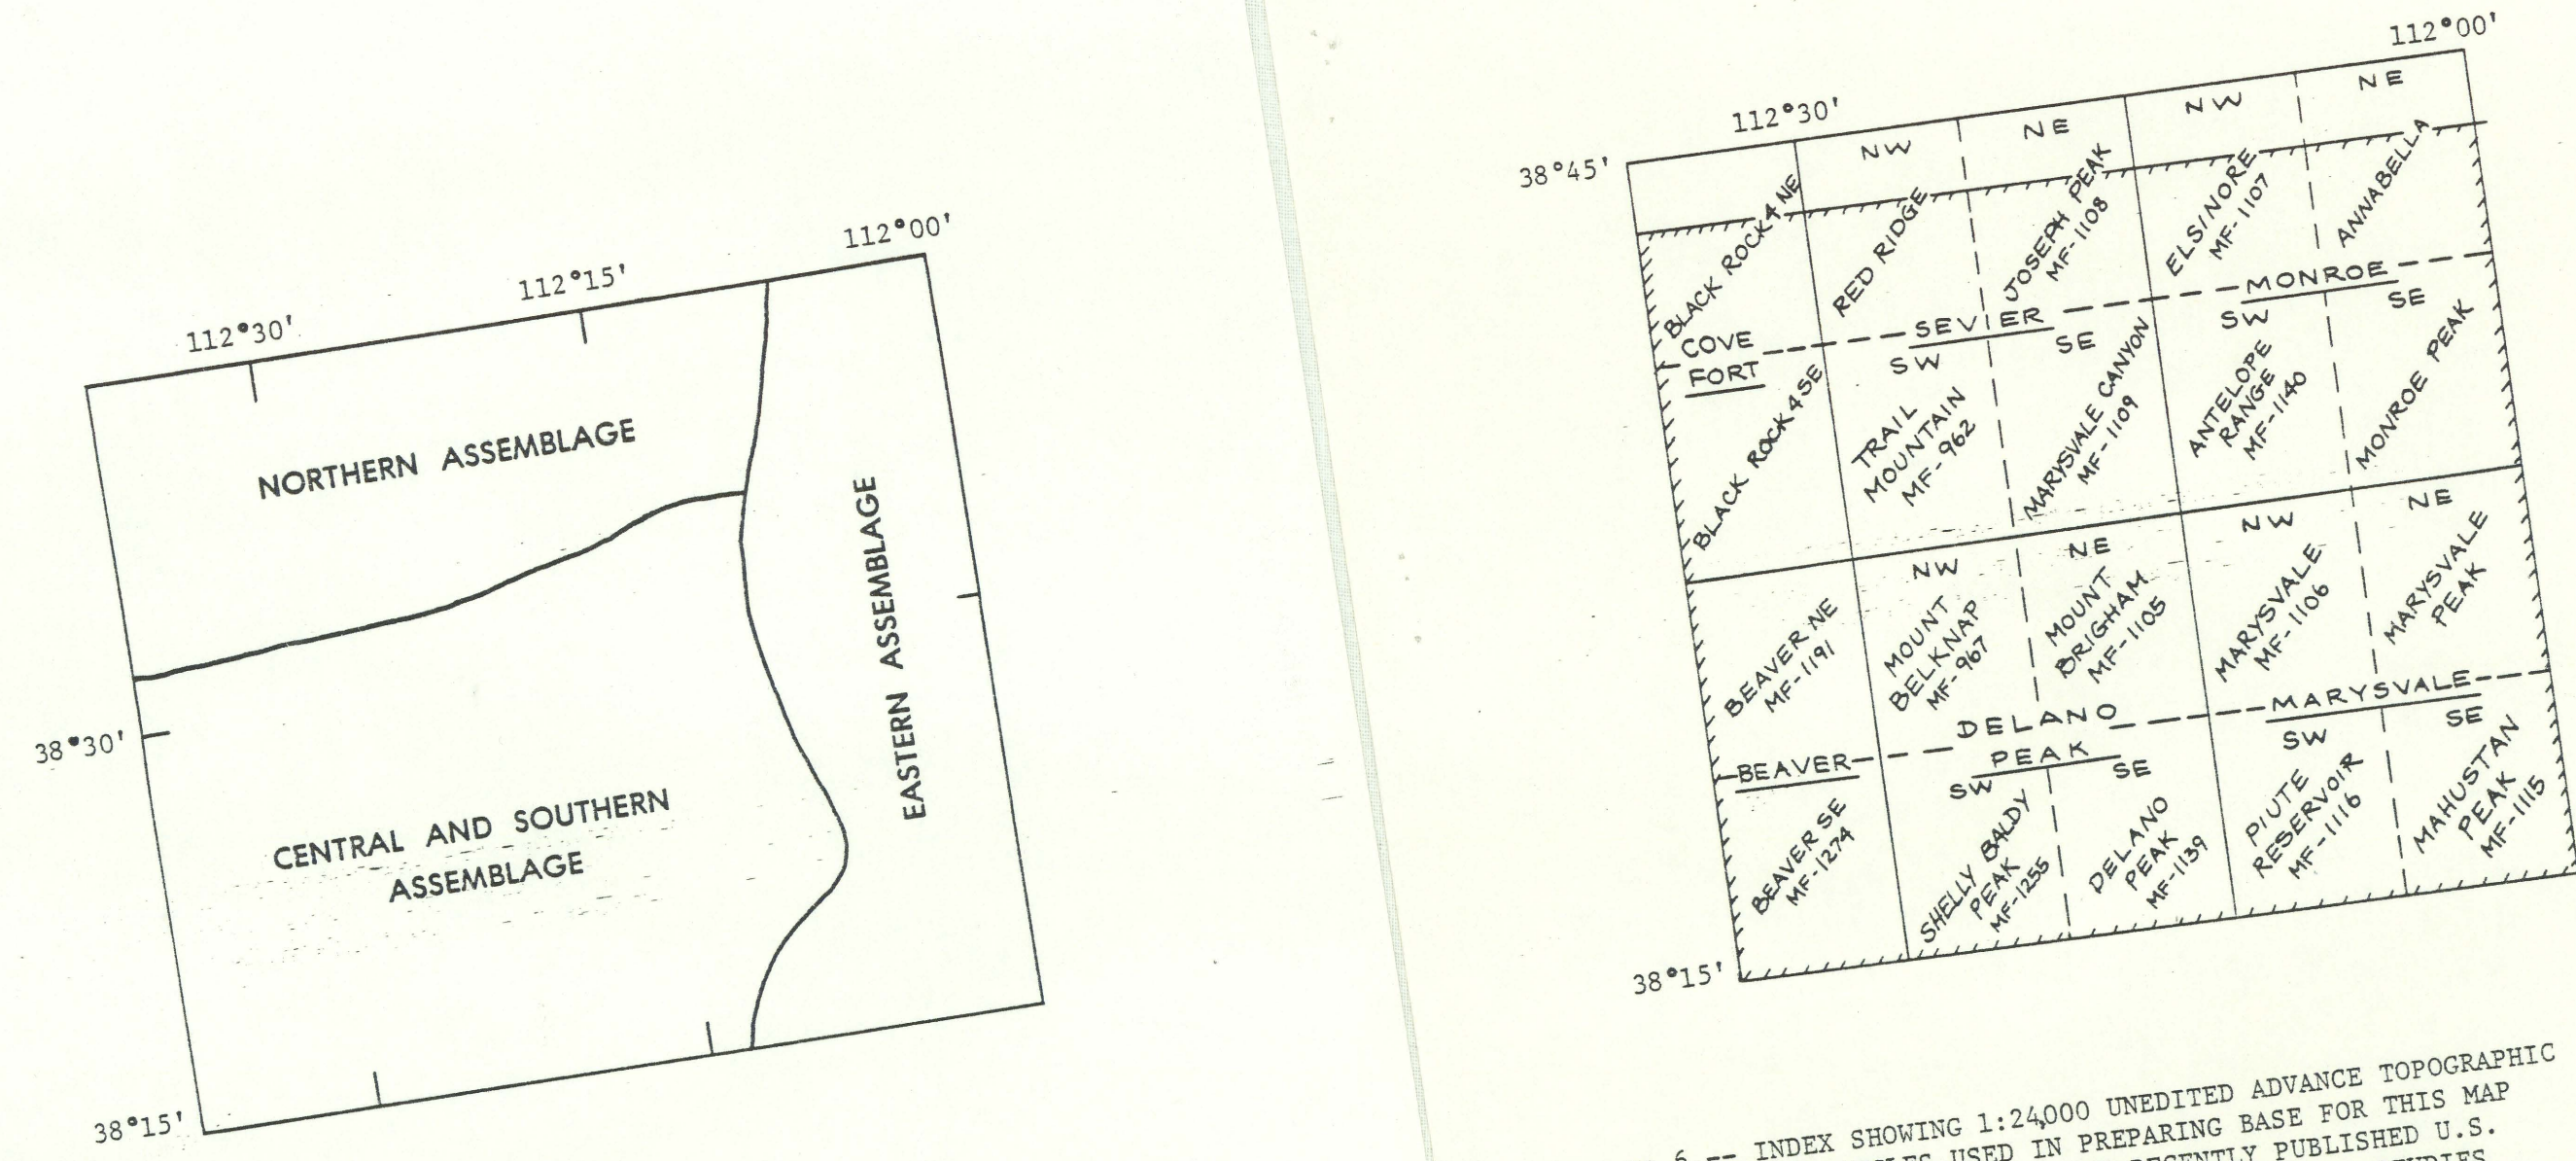 112°00'
112°15'
112°30'
NORTHERN ASSEMBLAGE
EASTERN ASSEMBLAGE
38°30'
CENTRAL AND SOUTHERN
ASSEMBLAGE
38°15'
112°00'
112°30'
38°45'
NW
NE
NW
NE
BLACK ROCK 4 NE
RED RIDGE
JOSEPH PEAK
MF-1108
ELSINORE
MF-1107
ANNABELLA
COVE
FORT
SEVIER
MONROE
SW
SE
SW
SE
BLACK ROCK 4 SE
TRAIL
MOUNTAIN
MF-962
MARYSVALE CANYON
MF-1109
ANTELOPE
RANGE
MF-1140
MONROE PEAK
NW
NE
NW
NE
BEAVER NE
MF-1191
MOUNT
BELKNAP
MF-967
MOUNT
BRIGHAM
MF-1105
MARYSVALE
MF-1106
MARYSVALE
PEAK
BEAVER
DELANO
PEAK
MARYSVALE
SW
SE
SW
SE
BEAVER SE
MF-1274
SHELLY BALDY
PEAK
MF-1255
DELANO
PEAK
MF-1139
PIUTE
RESERVOIR
MF-1116
MAHUSTAN
PEAK
MF-1115
38°15'
6 -- INDEX SHOWING 1:24,000 UNEDITED ADVANCE TOPOGRAPHIC
USED IN PREPARING BASE FOR THIS MAP
PUBLISHED U.S.